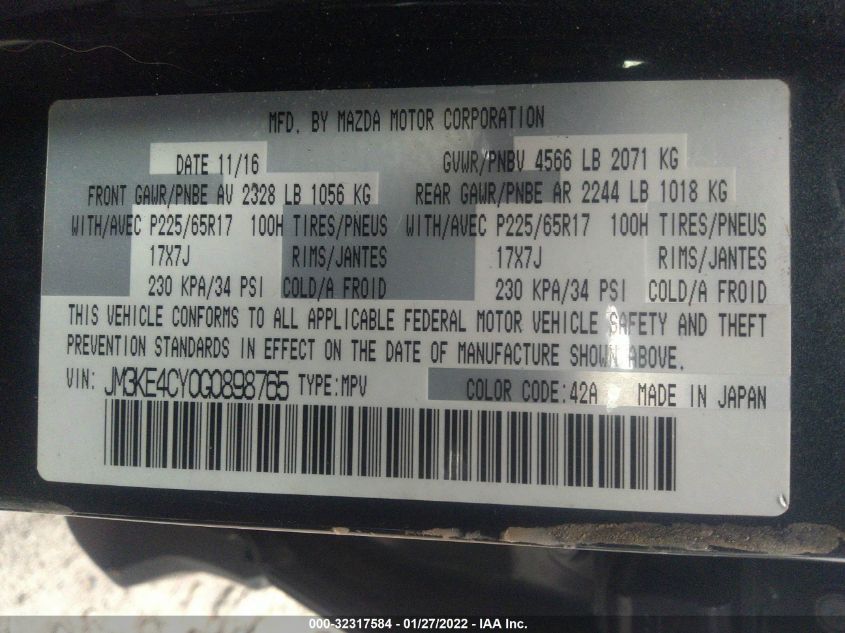 MFD. BY MAZDA MOTOR CORPORATION
DATE 11/16 GVWR/PNBV 4566 LB 2071 KG
FRONT GAWR/PNBE AV 2328 LB 1056 KG REAR GAWR/PNBE AR 2244 LB 1018 KG
WITH/AVEC P225/65R17 100H TIRES/PNEUS WITH/AVEC P225/65R17 100H TIRES/PNEUS
17X7J RIMS/JANTES 17X7J RIMS/JANTES
230 KPA/34 PSI COLD/A FROID 230 KPA/34 PSI COLD/A FROID
THIS VEHICLE CONFORMS TO ALL APPLICABLE FEDERAL MOTOR VEHICLE SAFETY AND THEFT
PREVENTION STANDARDS IN EFFECT ON THE DATE OF MANUFACTURE SHOWN ABOVE.
VIN: JM3KE4CY0G0898765 TYPE:MPV COLOR CODE:42A MADE IN JAPAN
000-32317584 - 01/27/2022 - IAA Inc.